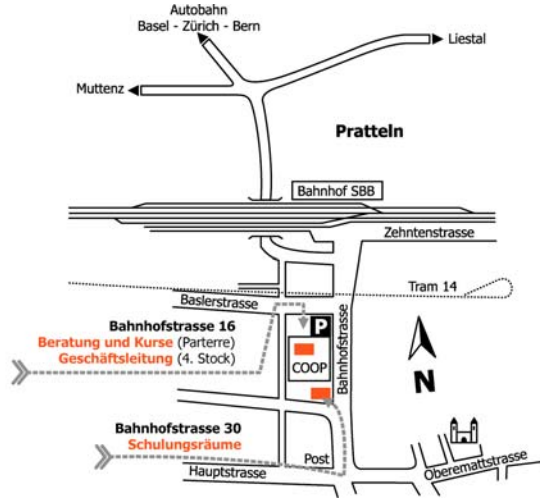 Autobahn
Basel - Zürich - Bern
Liestal
Muttenz
Pratteln
Bahnhof SBB
Zehntenstrasse
Tram 14
Baslerstrasse
Bahnhofstrasse 16
Beratung und Kurse (Parterre)
Geschäftsleitung (4. Stock)
P
COOP
Bahnhofstrasse
N
Bahnhofstrasse 30
Schulungsräume
Post
Hauptstrasse
Oberemattstrasse